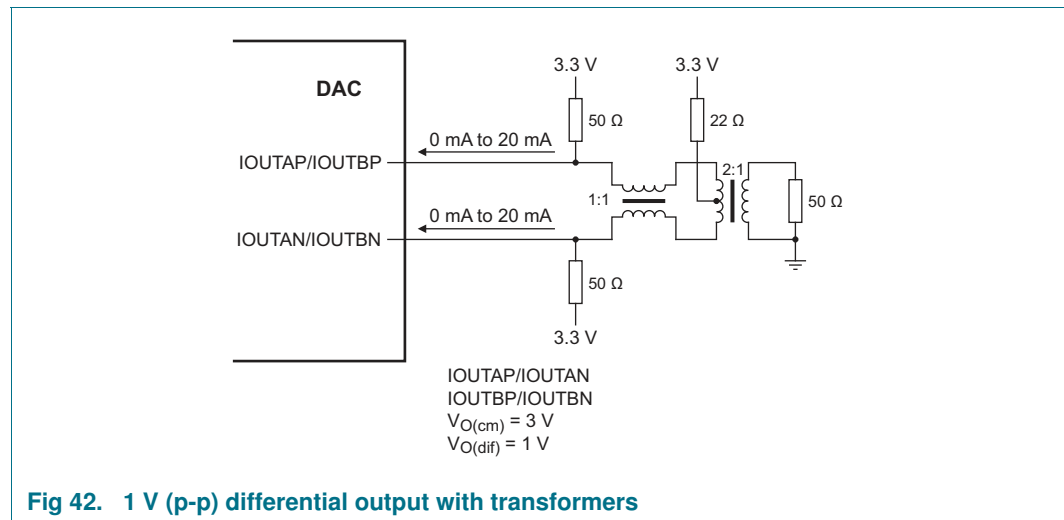 3.3 V
3.3 V
DAC
50 Ω
22 Ω
0 mA to 20 mA
IOUTAP/IOUTBP
2:1
1:1
50 Ω
0 mA to 20 mA
IOUTAN/IOUTBN
50 Ω
3.3 V
IOUTAP/IOUTAN
IOUTBP/IOUTBN
VO(cm) = 3 V
VO(dif) = 1 V
Fig 42. 1 V (p-p) differential output with transformers